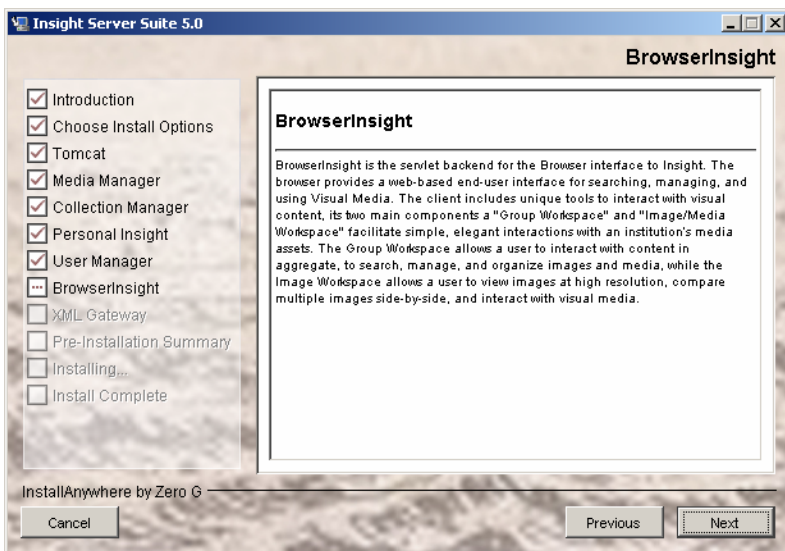 Insight Server Suite 5.0
BrowserInsight
Introduction
Choose Install Options
Tomcat
Media Manager
Collection Manager
Personal Insight
User Manager
BrowserInsight
XML Gateway
Pre-Installation Summary
Installing...
Install Complete
BrowserInsight
BrowserInsight is the servlet backend for the Browser interface to Insight. The
browser provides a web-based end-user interface for searching, managing, and
using Visual Media. The client includes unique tools to interact with visual
content, its two main components a "Group Workspace" and "Image/Media
Workspace" facilitate simple, elegant interactions with an institution's media
assets. The Group Workspace allows a user to interact with content in
aggregate, to search, manage, and organize images and media, while the
Image Workspace allows a user to view images at high resolution, compare
multiple images side-by-side, and interact with visual media.
InstallAnywhere by Zero G
Cancel
Previous
Next